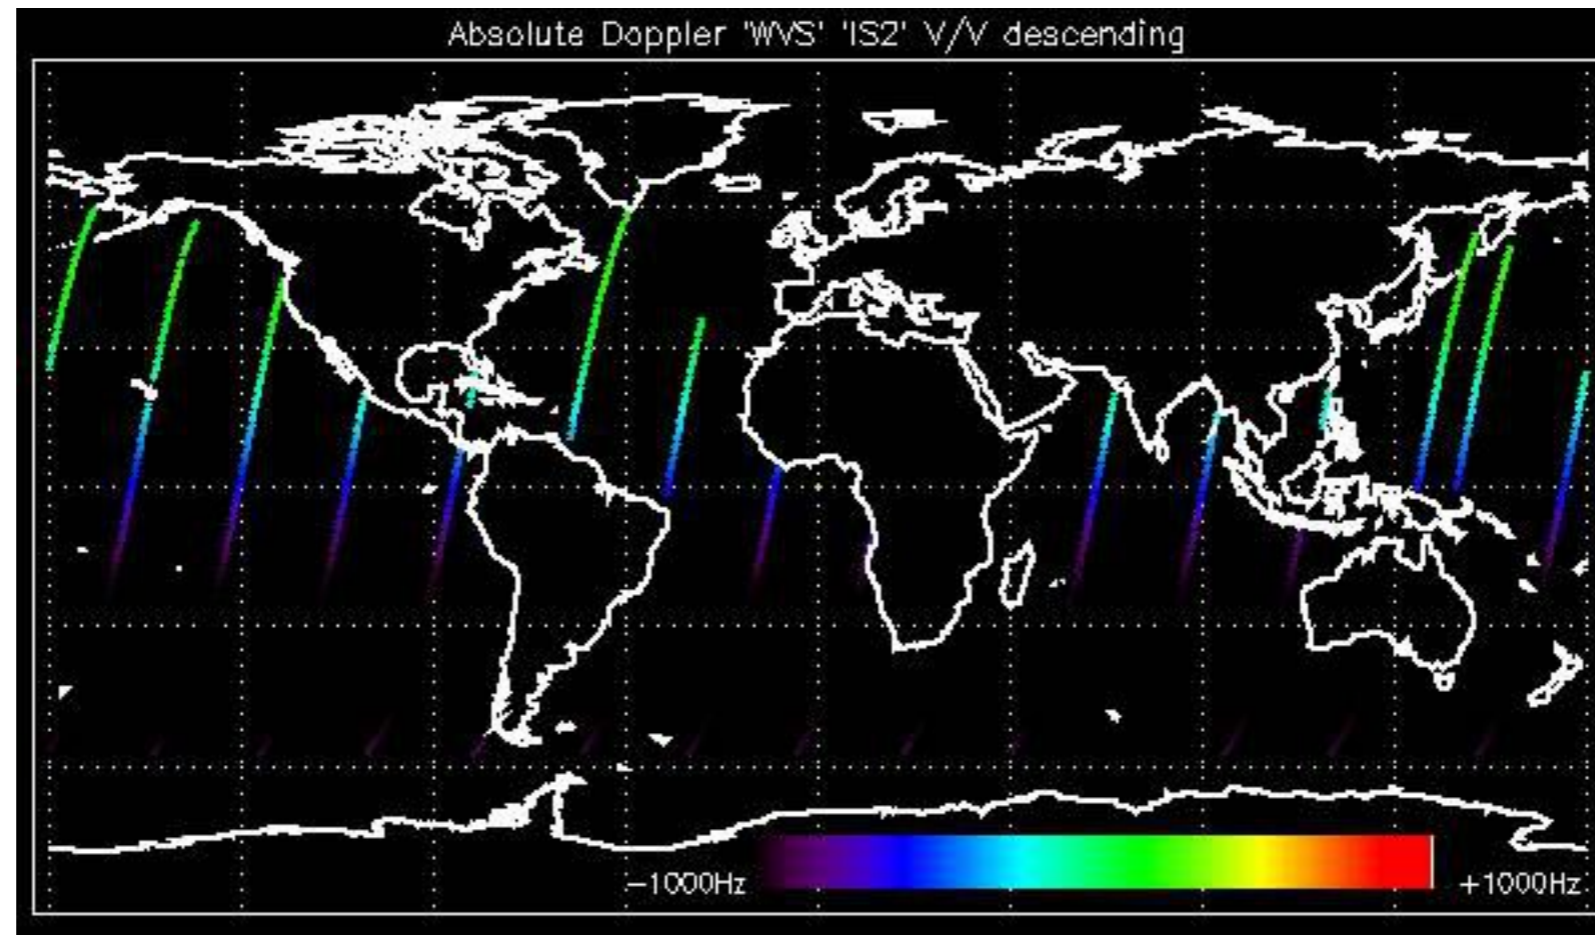 Absolute Doppler 'WVS' 'IS2' V/V descending
−1000Hz
+1000Hz